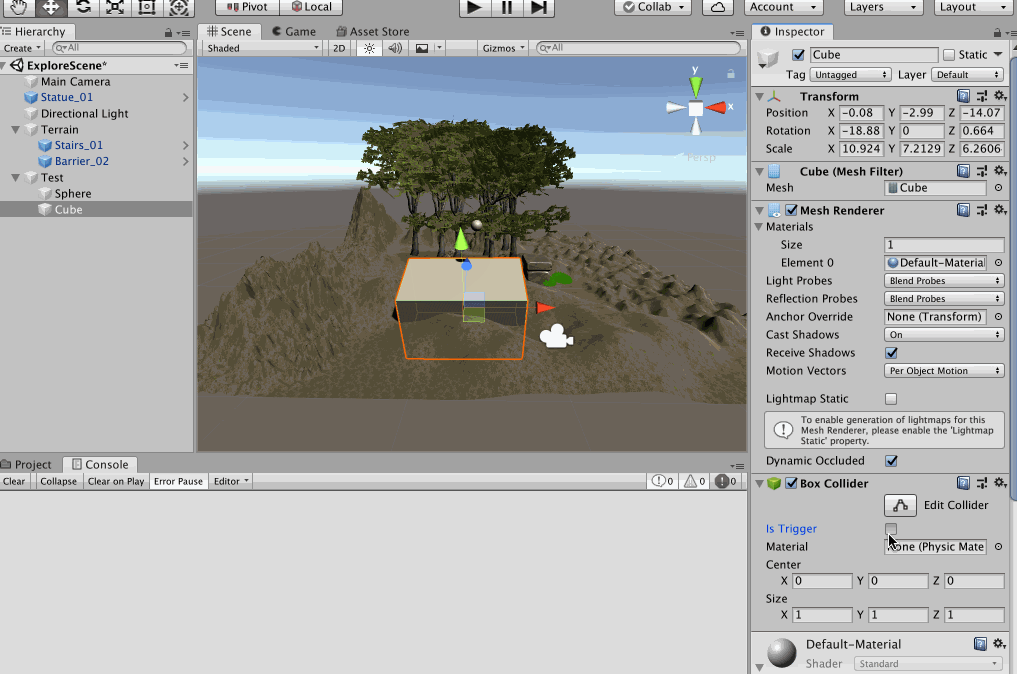 Pivot Local Collab Account Layers Layout
Hierarchy
Create All
ExploreScene*
Main Camera
Statue_01
Directional Light
Terrain
Stairs_01
Barrier_02
Test
Sphere
Cube
Scene Game Asset Store
Shaded 2D Gizmos All
y
x
Persp
Project Console
Clear Collapse Clear on Play Error Pause Editor 0 0 0
Inspector
Cube Static
Tag Untagged Layer Default
Transform
Position X -0.08 Y -2.99 Z -14.07
Rotation X -18.88 Y 0 Z 0.664
Scale X 10.924 Y 7.2129 Z 6.2606
Cube (Mesh Filter)
Mesh Cube
Mesh Renderer
Materials
Size 1
Element 0 Default-Material
Light Probes Blend Probes
Reflection Probes Blend Probes
Anchor Override None (Transform)
Cast Shadows On
Receive Shadows
Motion Vectors Per Object Motion
Lightmap Static
To enable generation of lightmaps for this
Mesh Renderer, please enable the 'Lightmap
Static' property.
Dynamic Occluded
Box Collider
Edit Collider
Is Trigger
Material None (Physic Mate
Center
X 0 Y 0 Z 0
Size
X 1 Y 1 Z 1
Default-Material
Shader Standard